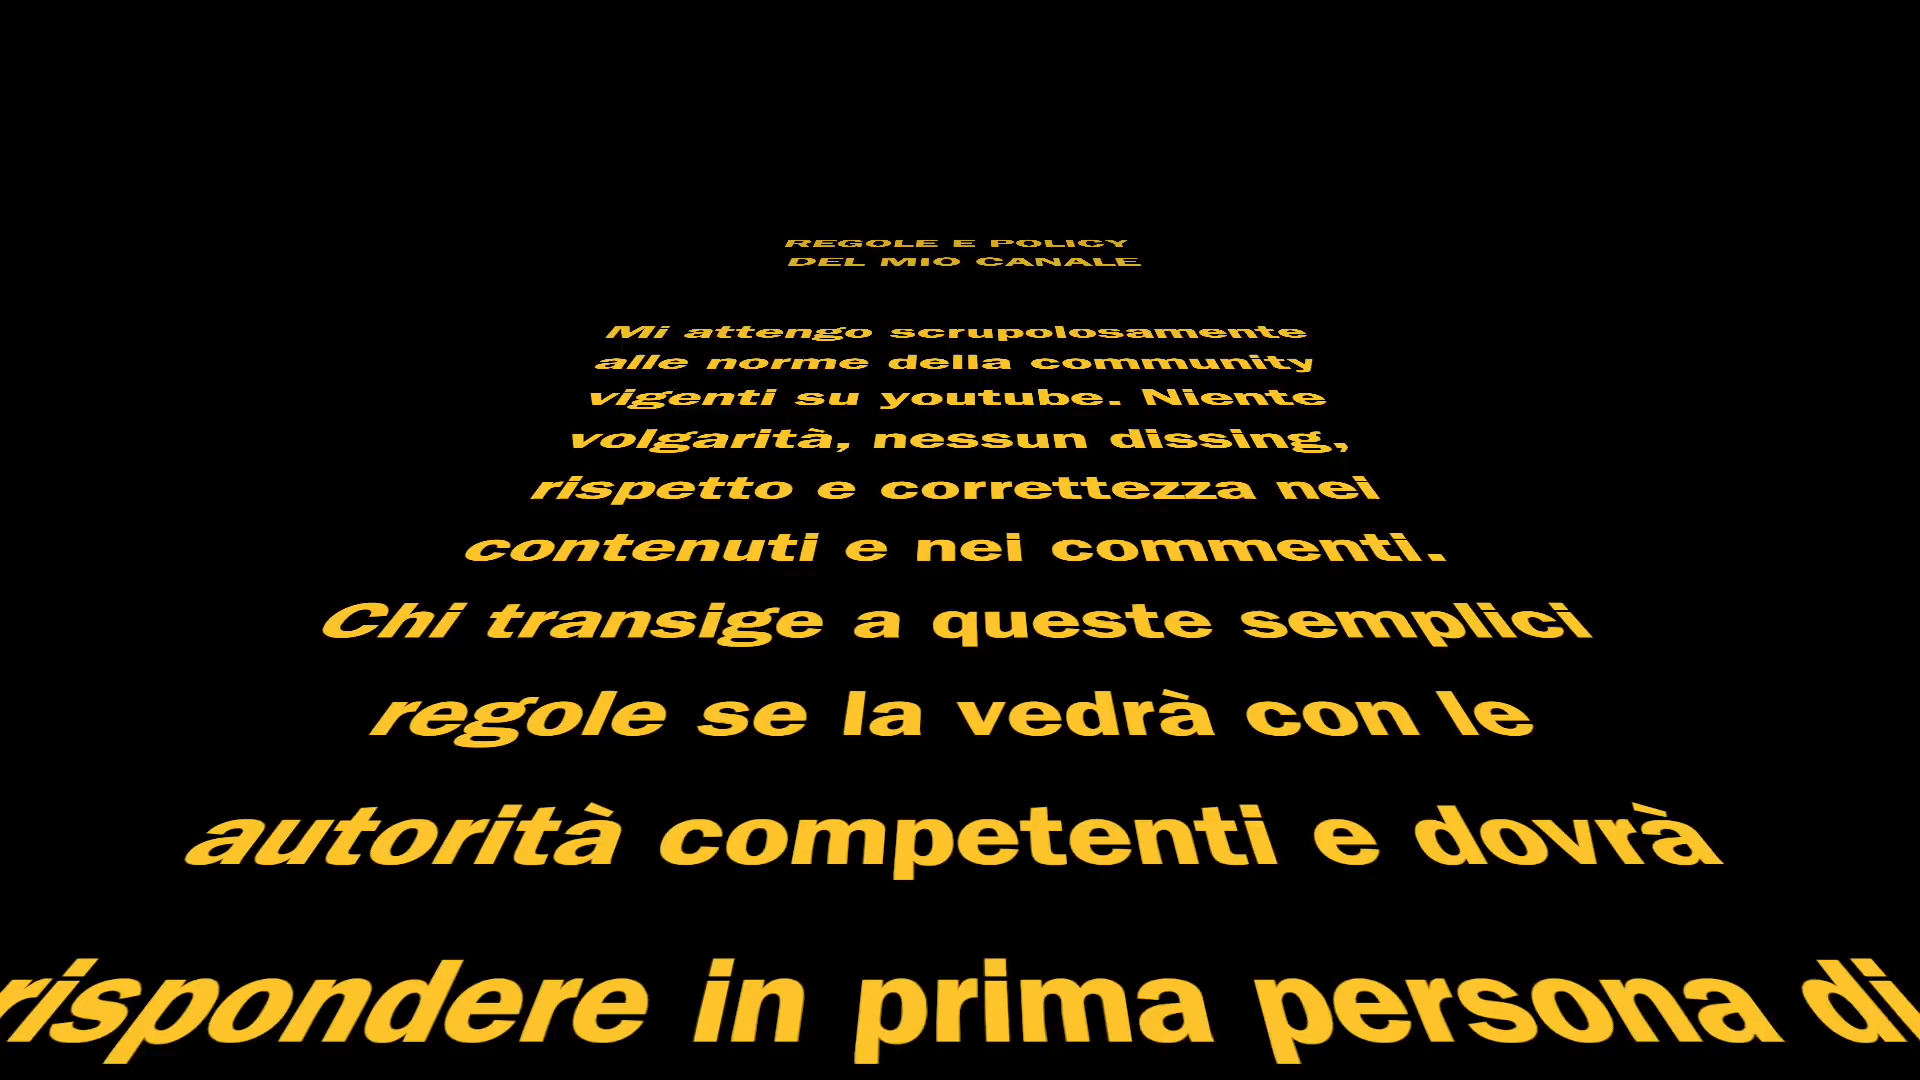 REGOLE E POLICY
DEL MIO CANALE
Mi attengo scrupolosamente
alle norme della community
vigenti su youtube. Niente
volgarità, nessun dissing,
rispetto e correttezza nei
contenuti e nei commenti.
Chi transige a queste semplici
regole se la vedrà con le
autorità competenti e dovrà
rispondere in prima persona di